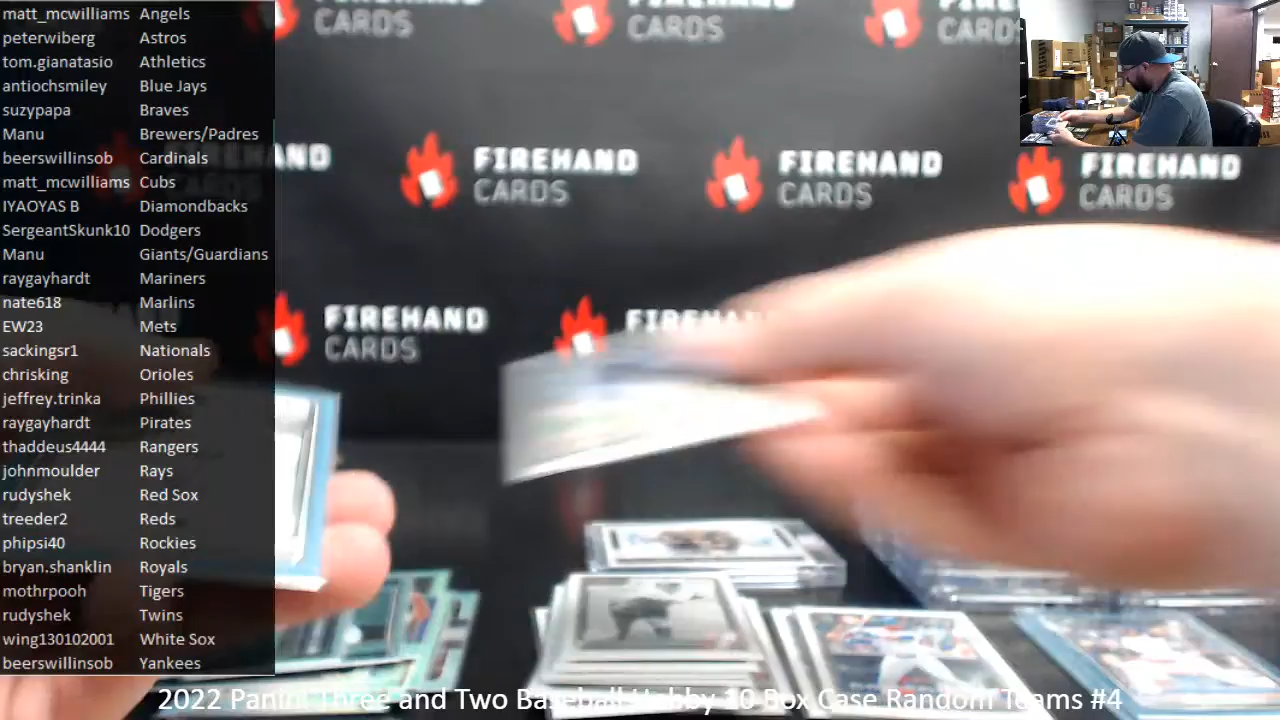 matt_mcwilliams Angels
peterwiberg Astros
tom.gianatasio Athletics
antiochsmiley Blue Jays
suzypapa Braves
Manu Brewers/Padres
beerswillinsob Cardinals
matt_mcwilliams Cubs
IYAOYAS B Diamondbacks
SergeantSkunk10 Dodgers
Manu Giants/Guardians
raygayhardt Mariners
nate618 Marlins
EW23 Mets
sackingsr1 Nationals
chrisking Orioles
jeffrey.trinka Phillies
raygayhardt Pirates
thaddeus4444 Rangers
johnmoulder Rays
rudyshek Red Sox
treeder2 Reds
phipsi40 Rockies
bryan.shanklin Royals
mothrpooh Tigers
rudyshek Twins
wing130102001 White Sox
beerswillinsob Yankees
CARDS
CARDS
CARDS
FIREHAND
CARDS
FIREHAND
CARDS
FIREHAND
CARDS
FIREHAND
CARDS
2022 Panini Three and Two Baseball Hobby 10 Box Case Random Teams #4